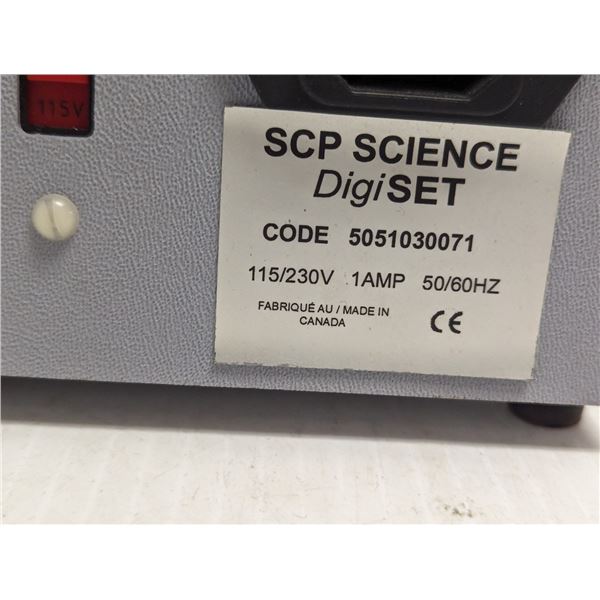 115V
SCP SCIENCE
DigiSET
CODE 5051030071
115/230V 1AMP 50/60HZ
FABRIQUÉ AU / MADE IN
CANADA
CE